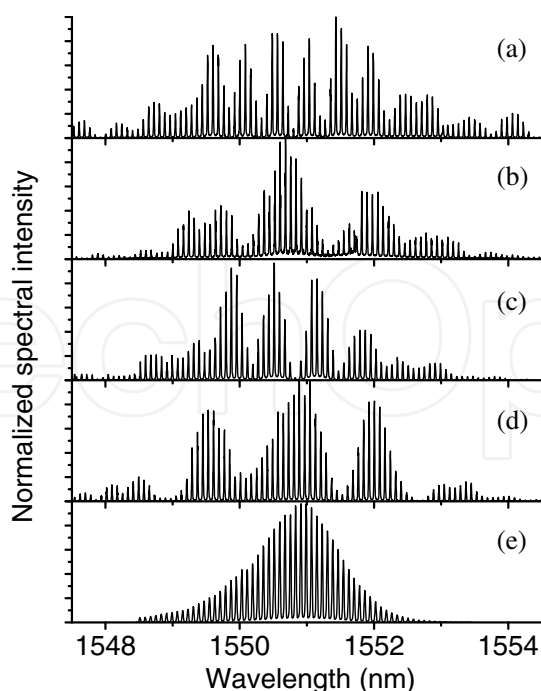 (a)
(b)
(c)
(d)
(e)
Normalized spectral intensity
1548 1550 1552 1554
Wavelength (nm)